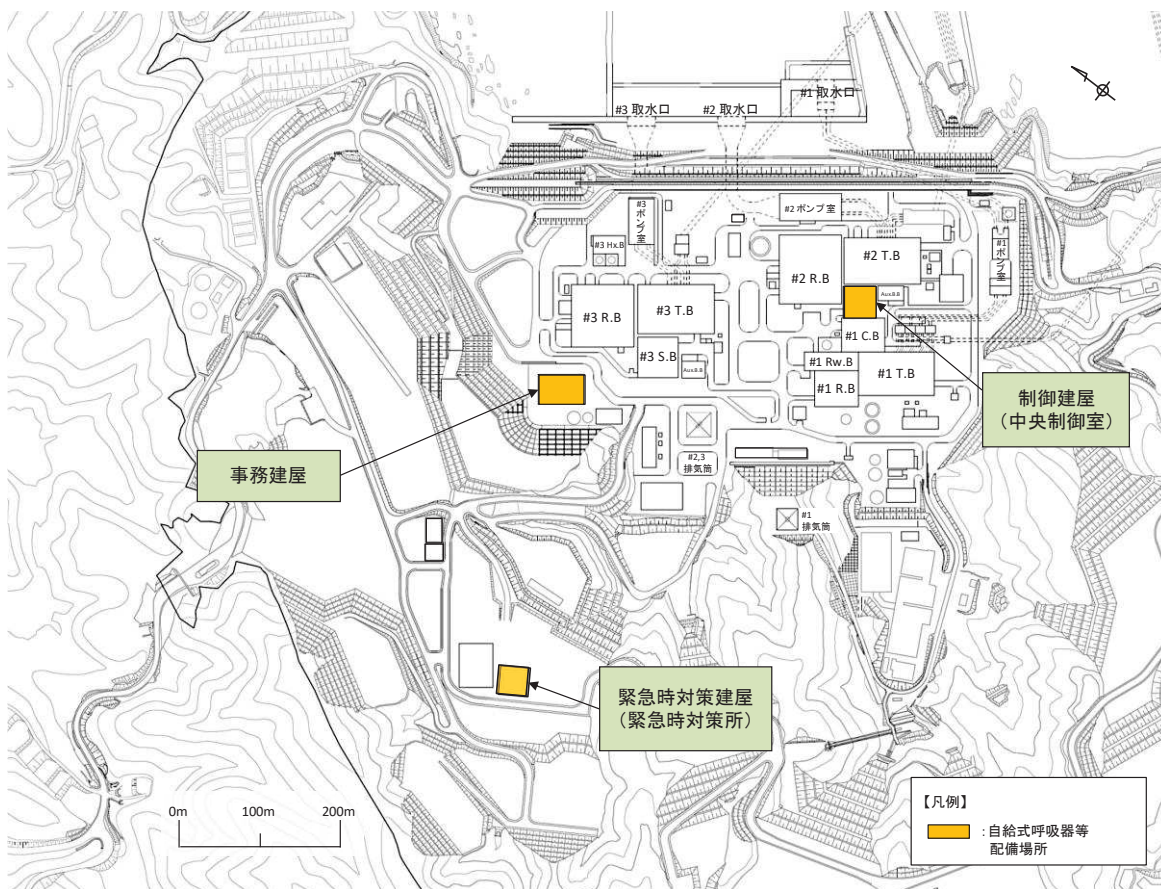 #1 取水口
#3 取水口
#2 取水口
#3
ポンプ室
#2 ポンプ室
#1
ポンプ室
#3 Hx.B
#2 T.B
#2 R.B
Aux.B.B
#3 R.B
#3 T.B
#1 C.B
#3 S.B
Aux.B.B
#1 Rw.B
#1 R.B
#1 T.B
制御建屋
(中央制御室)
事務建屋
#2,3
排気筒
#1
排気筒
緊急時対策建屋
(緊急時対策所)
0m
100m
200m
【凡例】
:自給式呼吸器等
配備場所